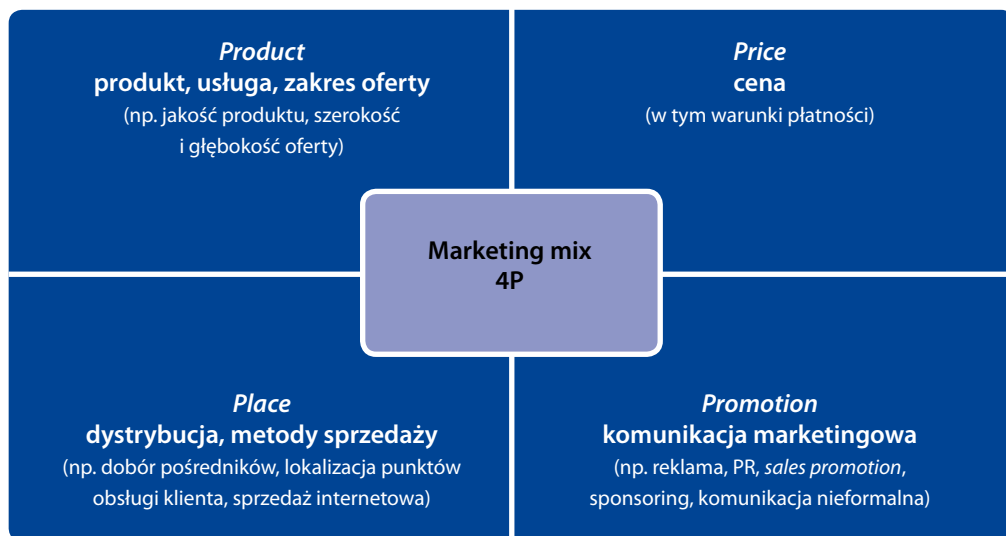 Product
produkt, usługa, zakres oferty
(np. jakość produktu, szerokość
i głębokość oferty)
Price
cena
(w tym warunki płatności)
Marketing mix
4P
Place
dystrybucja, metody sprzedaży
(np. dobór pośredników, lokalizacja punktów
obsługi klienta, sprzedaż internetowa)
Promotion
komunikacja marketingowa
(np. reklama, PR, sales promotion,
sponsoring, komunikacja nieformalna)